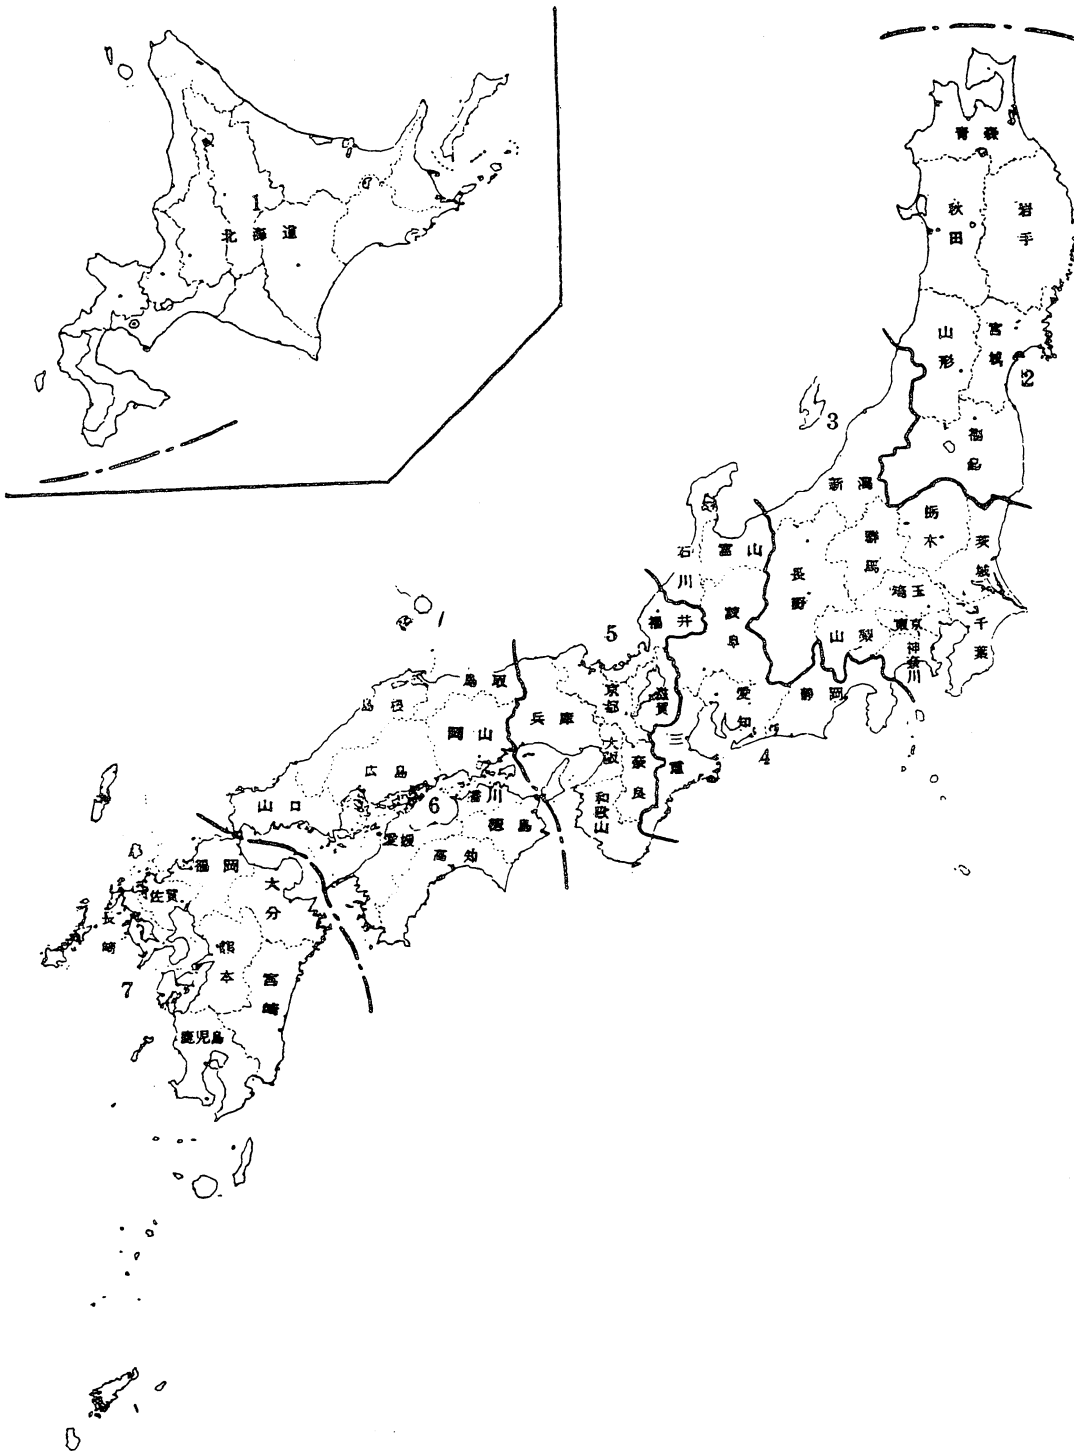 1
北海道
青森
秋田
岩手
山形
宮城
2
福島
3
新潟
栃木
群馬
茨城
石川
富山
長野
埼玉
福井
岐阜
山梨
東京
千葉
神奈川
5
鳥取
島根
京都
滋賀
愛知
静岡
岡山
兵庫
大阪
三重
4
奈良
広島
山口
6
香川
和歌山
徳島
愛媛
高知
福岡
大分
佐賀
長崎
熊本
7
宮崎
鹿児島